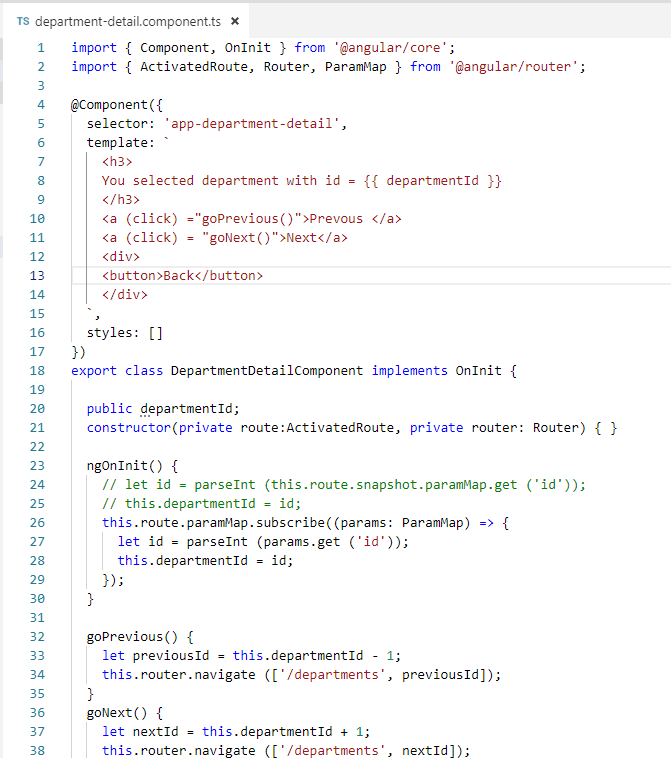 TS department-detail.component.ts ×
1 import { Component, OnInit } from '@angular/core';
2 import { ActivatedRoute, Router, ParamMap } from '@angular/router';
3
4 @Component({
5   selector: 'app-department-detail',
6   template: `
7     <h3>
8     You selected department with id = {{ departmentId }}
9     </h3>
10     <a (click) ="goPrevious()">Prevous </a>
11     <a (click) = "goNext()">Next</a>
12     <div>
13     <button>Back</button>
14     </div>
15   `,
16   styles: []
17 })
18 export class DepartmentDetailComponent implements OnInit {
19
20   public departmentId;
21   constructor(private route:ActivatedRoute, private router: Router) { }
22
23   ngOnInit() {
24     // let id = parseInt (this.route.snapshot.paramMap.get ('id'));
25     // this.departmentId = id;
26     this.route.paramMap.subscribe((params: ParamMap) => {
27       let id = parseInt (params.get ('id'));
28       this.departmentId = id;
29     });
30   }
31
32   goPrevious() {
33     let previousId = this.departmentId - 1;
34     this.router.navigate (['/departments', previousId]);
35   }
36   goNext() {
37     let nextId = this.departmentId + 1;
38     this.router.navigate (['/departments', nextId]);